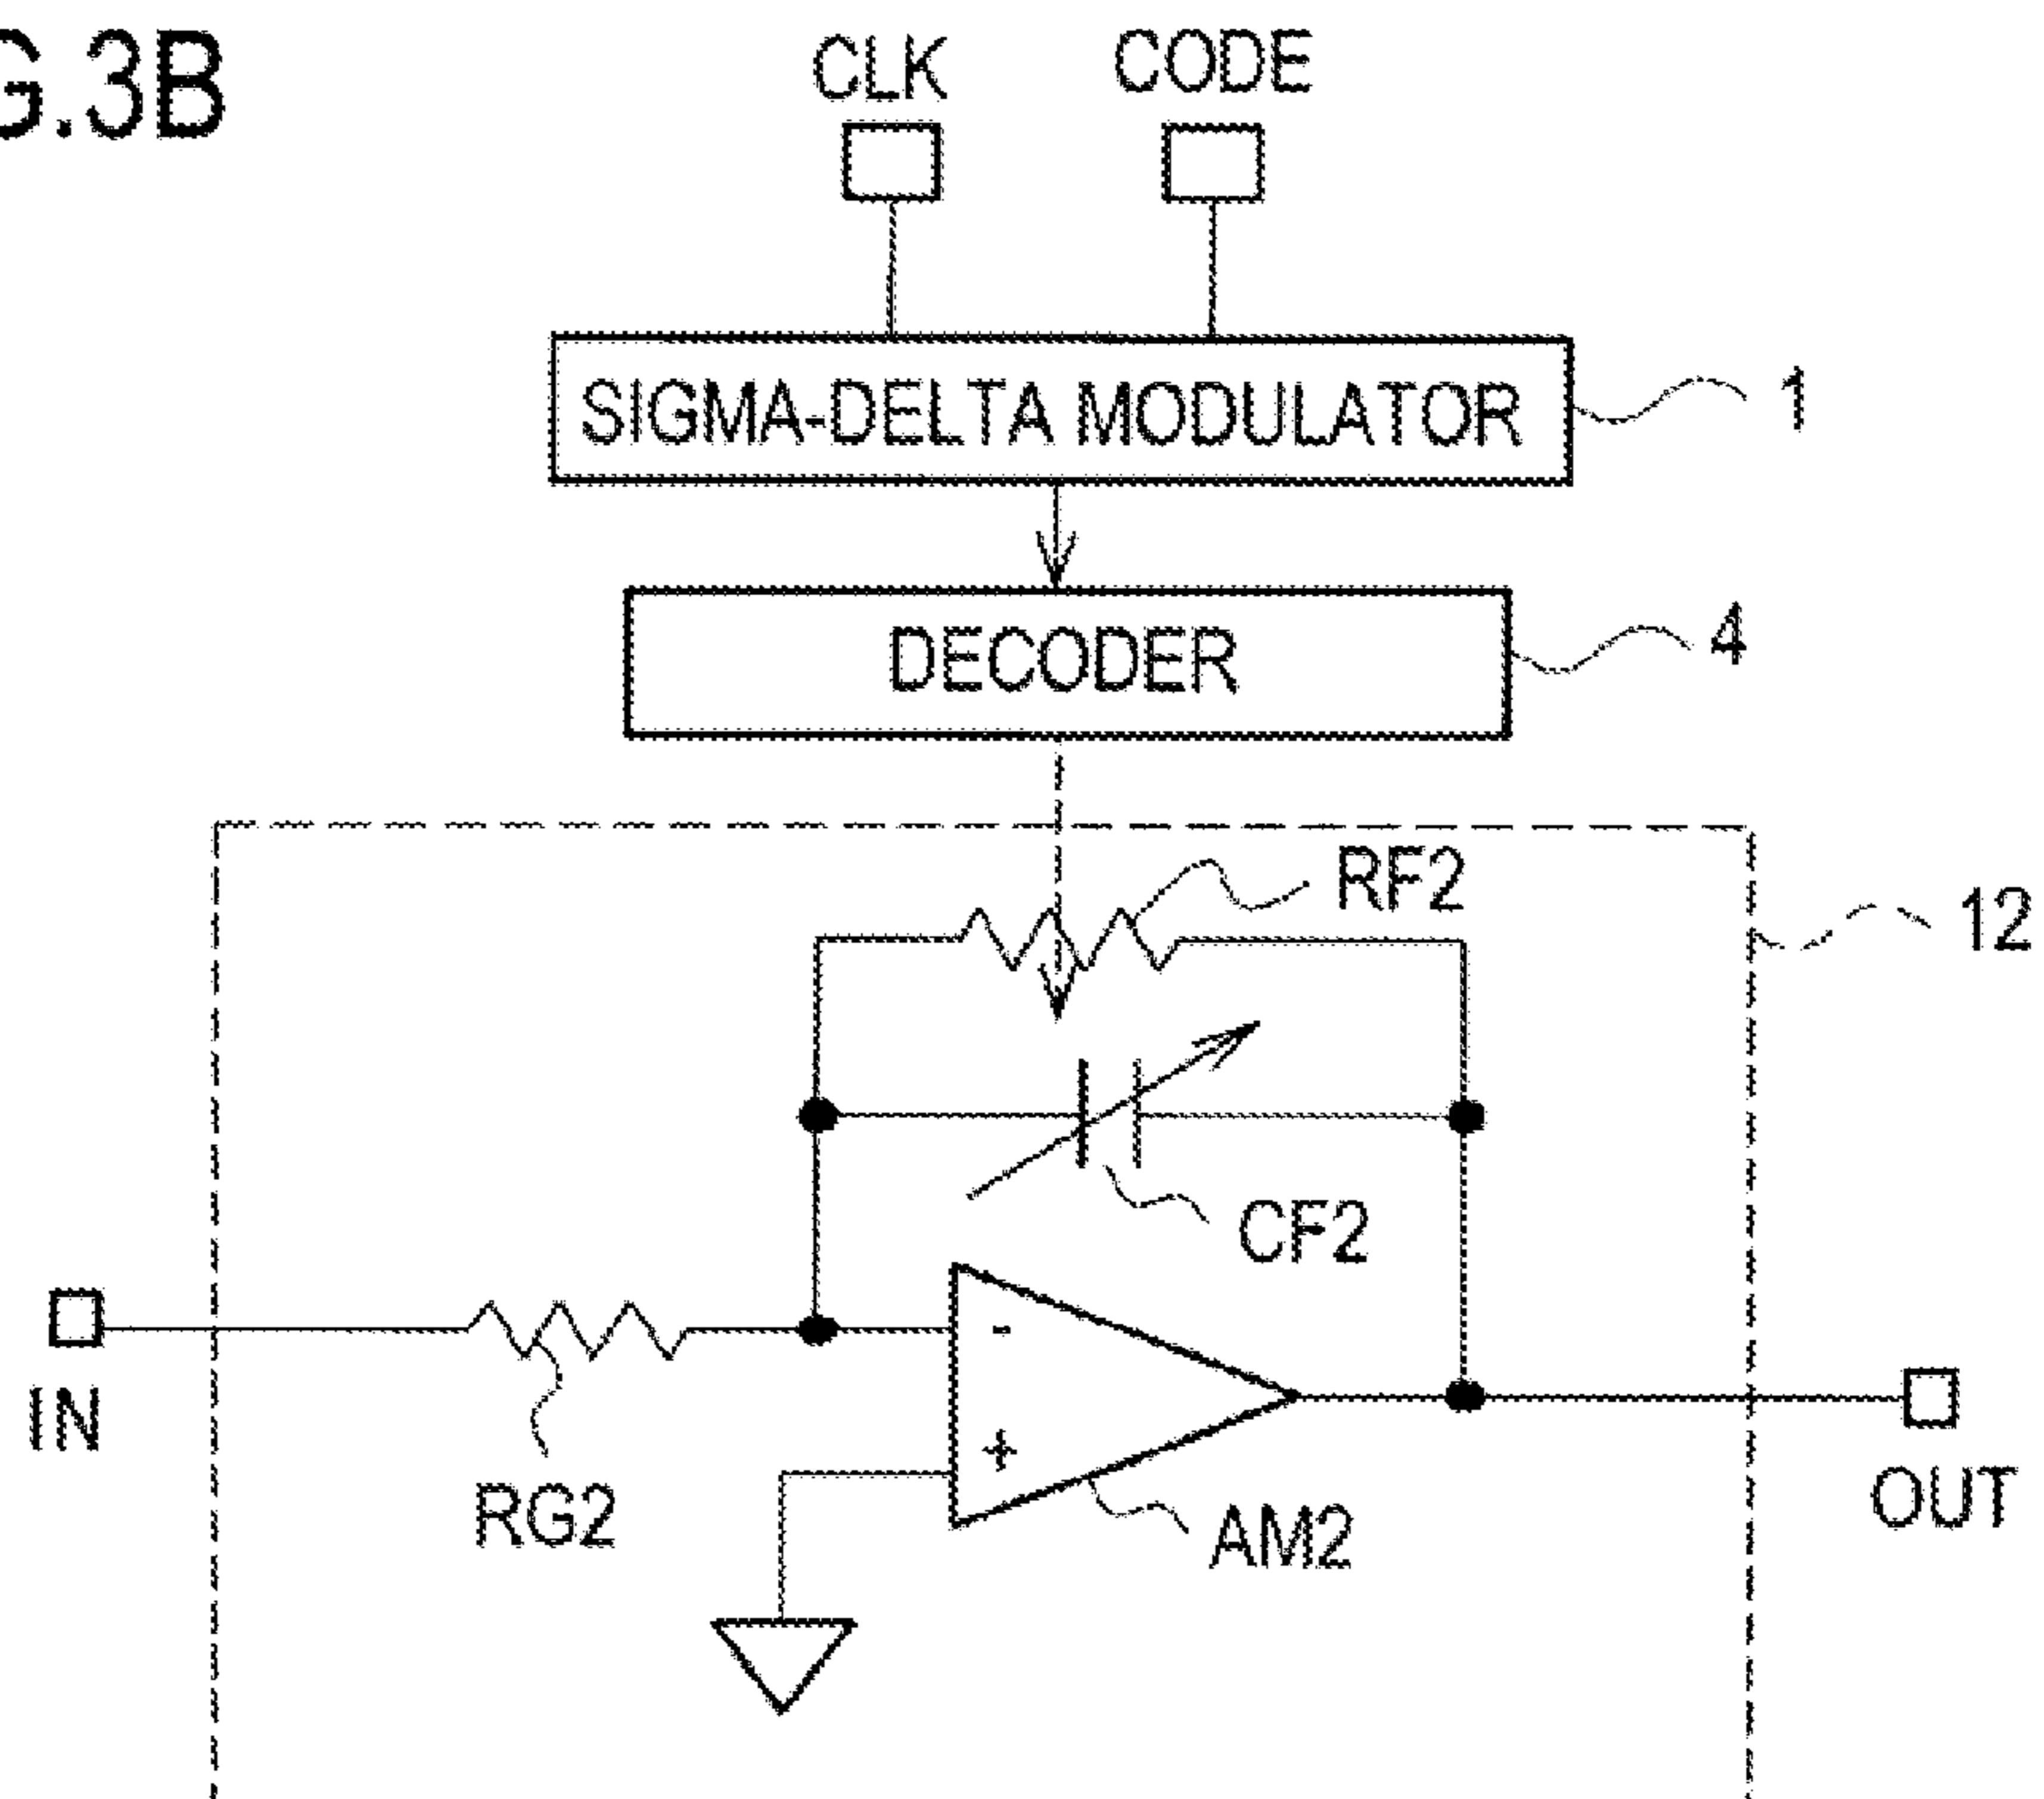 G.3B
CLK
CODE
SIGMA-DELTA MODULATOR
1
DECODER
4
RF2
12
CF2
IN
-
+
RG2
AM2
OUT